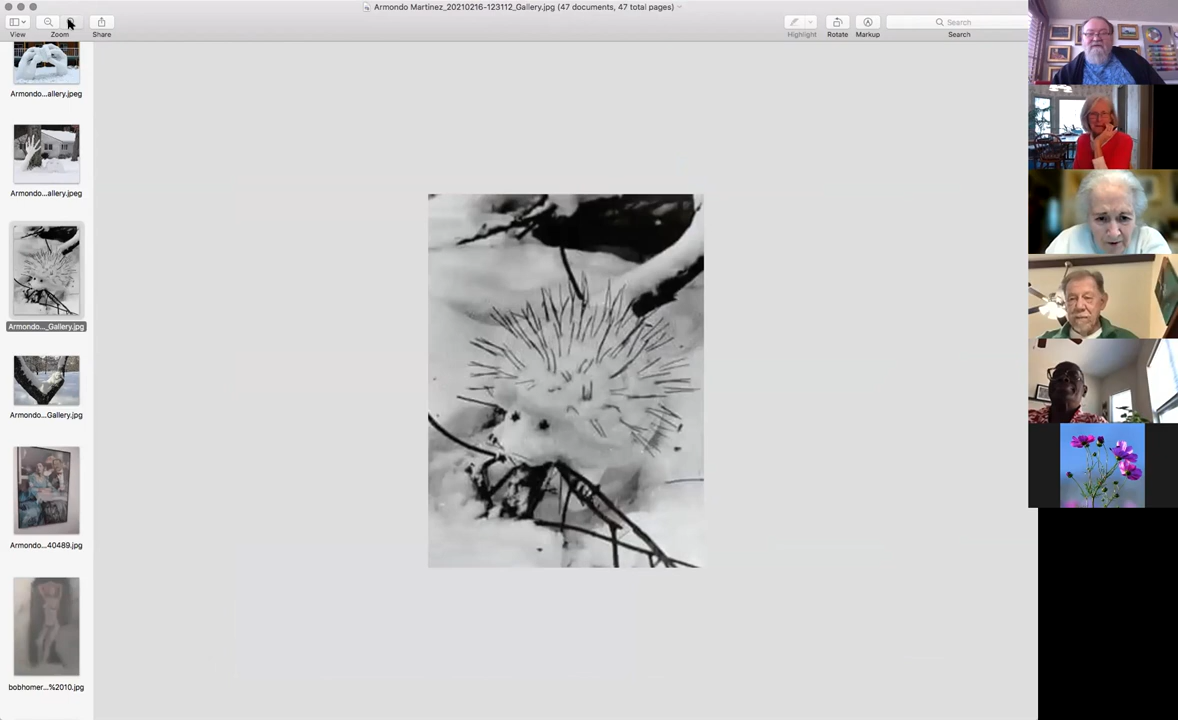 Armondo Martinez_20210216-123112_Gallery.jpg (47 documents, 47 total pages)
View
Zoom
Share
Highlight
Rotate
Markup
Search
Search
Armondo...allery.jpeg
Armondo...allery.jpeg
Armondo..._Gallery.jpg
Armondo...Gallery.jpg
Armondo...40489.jpg
bobhomer...%2010.jpg